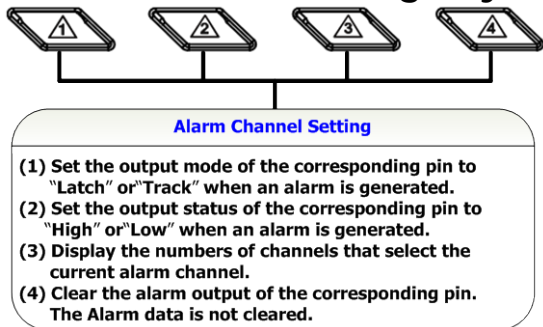 1 2 3 4
Alarm Channel Setting
(1) Set the output mode of the corresponding pin to
“Latch” or“Track” when an alarm is generated.
(2) Set the output status of the corresponding pin to
“High” or“Low” when an alarm is generated.
(3) Display the numbers of channels that select the
current alarm channel.
(4) Clear the alarm output of the corresponding pin.
The Alarm data is not cleared.